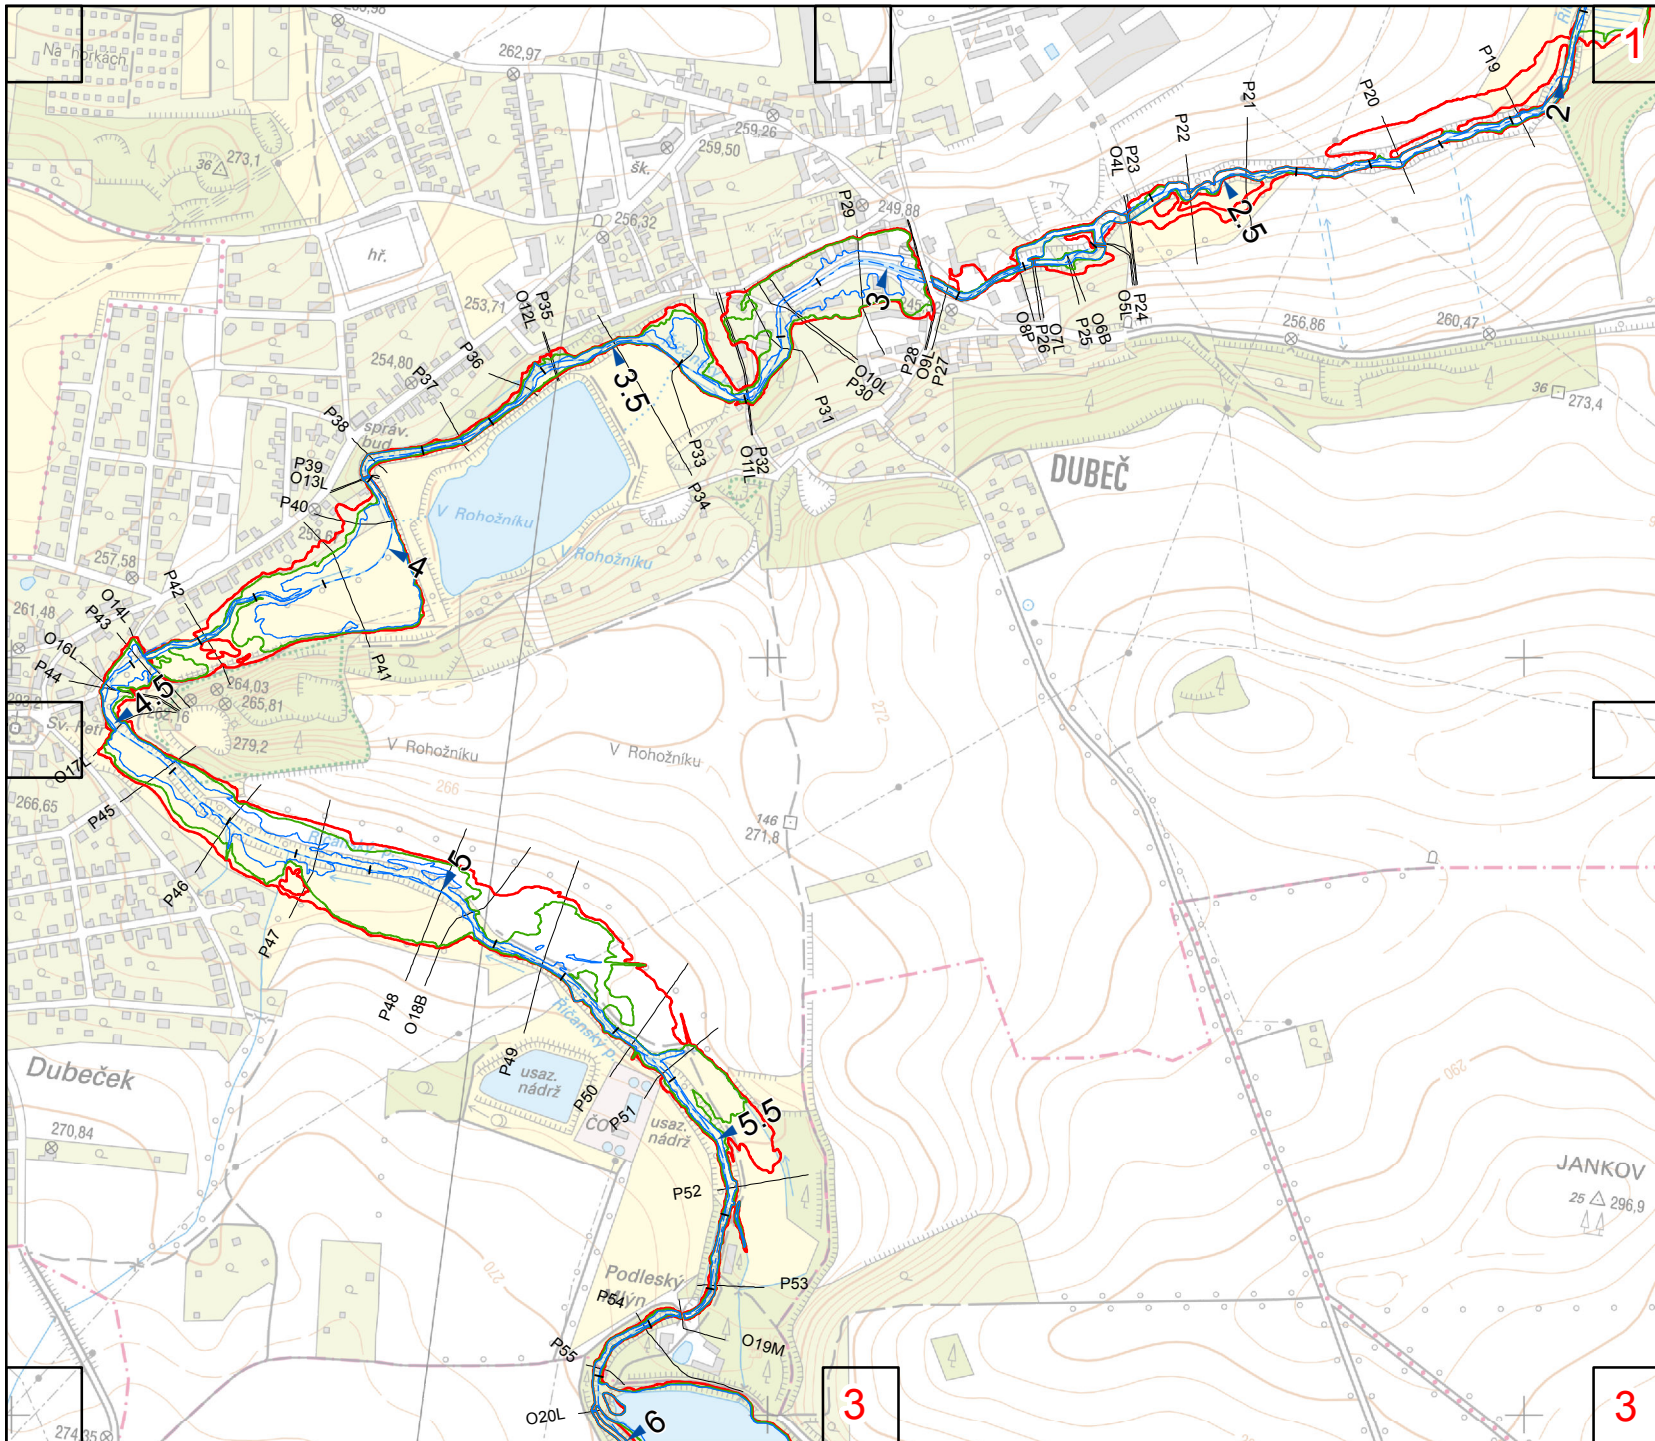 Na horkách
262,97
36 273,1
259,26
259,50
šk.
256,32
hř.
253,71
254,80
249,88
245
256,86
260,47
36 273,4
1
P19
P20
P21
P22
P23
O4L
2
2.5
P24
O5L
O6B
P25
O7L
P26
O8P
P27
O9L
P28
P29
3
O10L
P30
P31
P32
O11L
P33
P34
3.5
P35
O12L
P36
P37
P38
správ.
bud.
P39
O13L
P40
4
P41
P42
DUBEČ
V Rohožníku
V Rohožníku
257,58
261,48
O14L
P43
O16L
P44
4.5
264,03
265,81
262,16
279,2
Sv. Petr
O17L
266,65
V Rohožníku
V Rohožníku
266
272
146
271,8
P45
P46
P47
5
P48
O18B
P49
P50
P51
Říčanský p.
usaz.
nádrž
ČOV
usaz.
nádrž
5.5
Dubeček
270,84
P52
P53
270
290
JANKOV
25 296,9
Podleský
mlýn
P54
O19M
P55
O20L
6
274,35
3
3